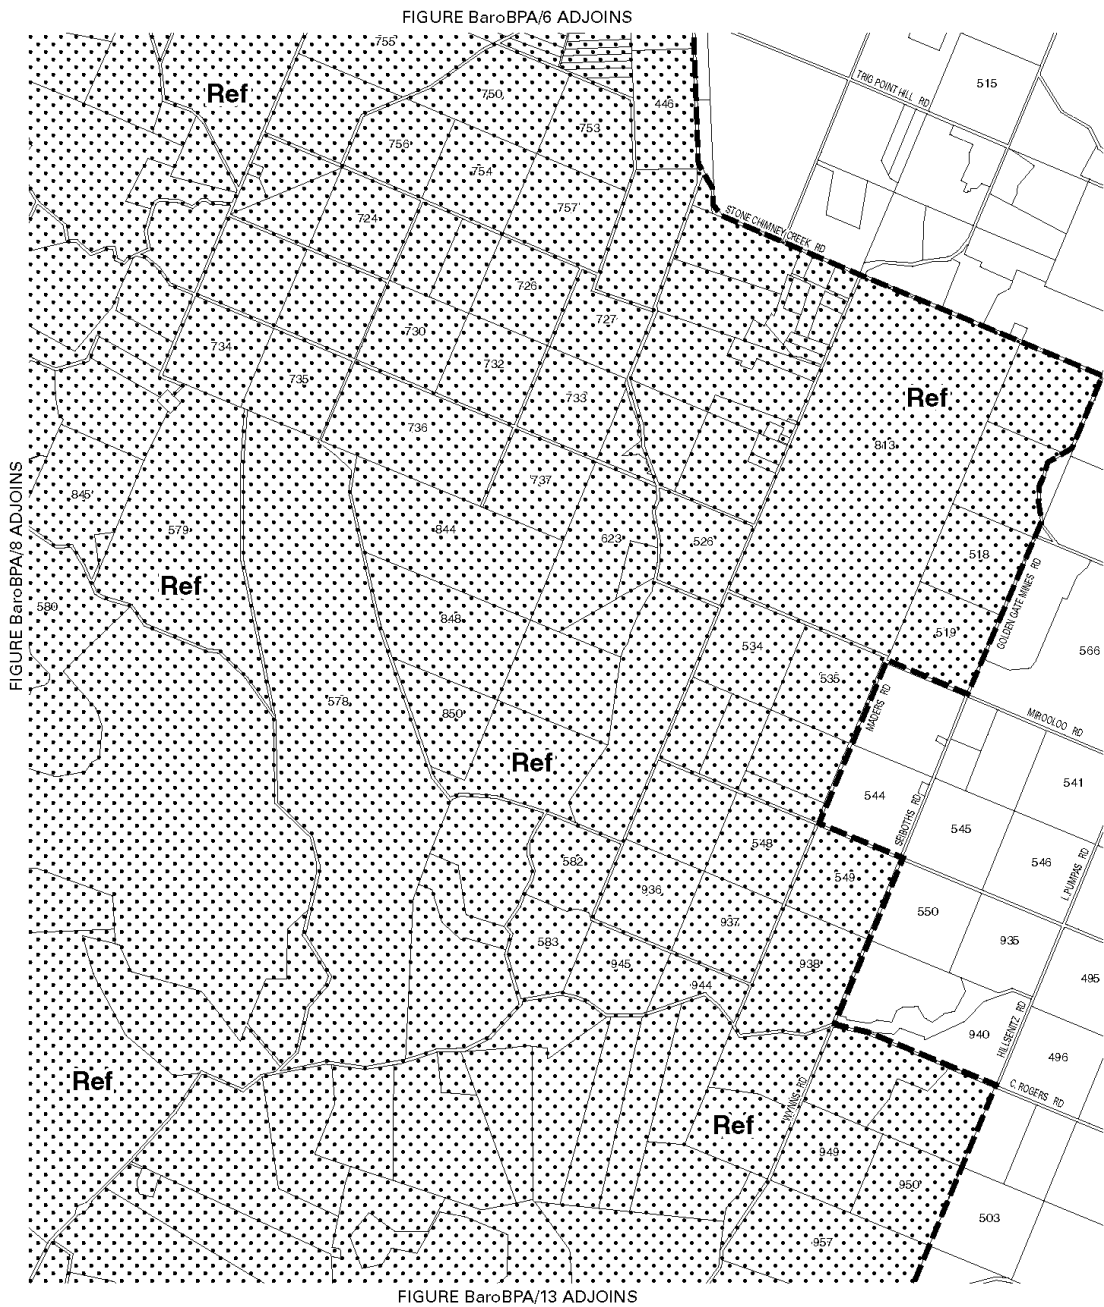 FIGURE BaroBPA/6 ADJOINS
755
Ref
750
446
753
756
754
757
724
TRIG POINT HILL RD
515
STONE CHIMNEY CREEK RD
726
727
730
732
734
735
733
736
737
Ref
813
FIGURE BaroBPA/8 ADJOINS
845
579
844
623
526
518
Ref
580
848
534
519
GOLDEN GATE MINES RD
566
535
578
850
MADERS RD
MIROOLOO RD
Ref
544
541
SEIBOTHS RD
545
546
548
549
582
936
L.PUMPAS RD
550
937
935
583
945
938
944
495
940
HILLSENITZ RD
496
C. ROGERS RD
Ref
WYNNS RD
Ref
949
950
503
957
FIGURE BaroBPA/13 ADJOINS